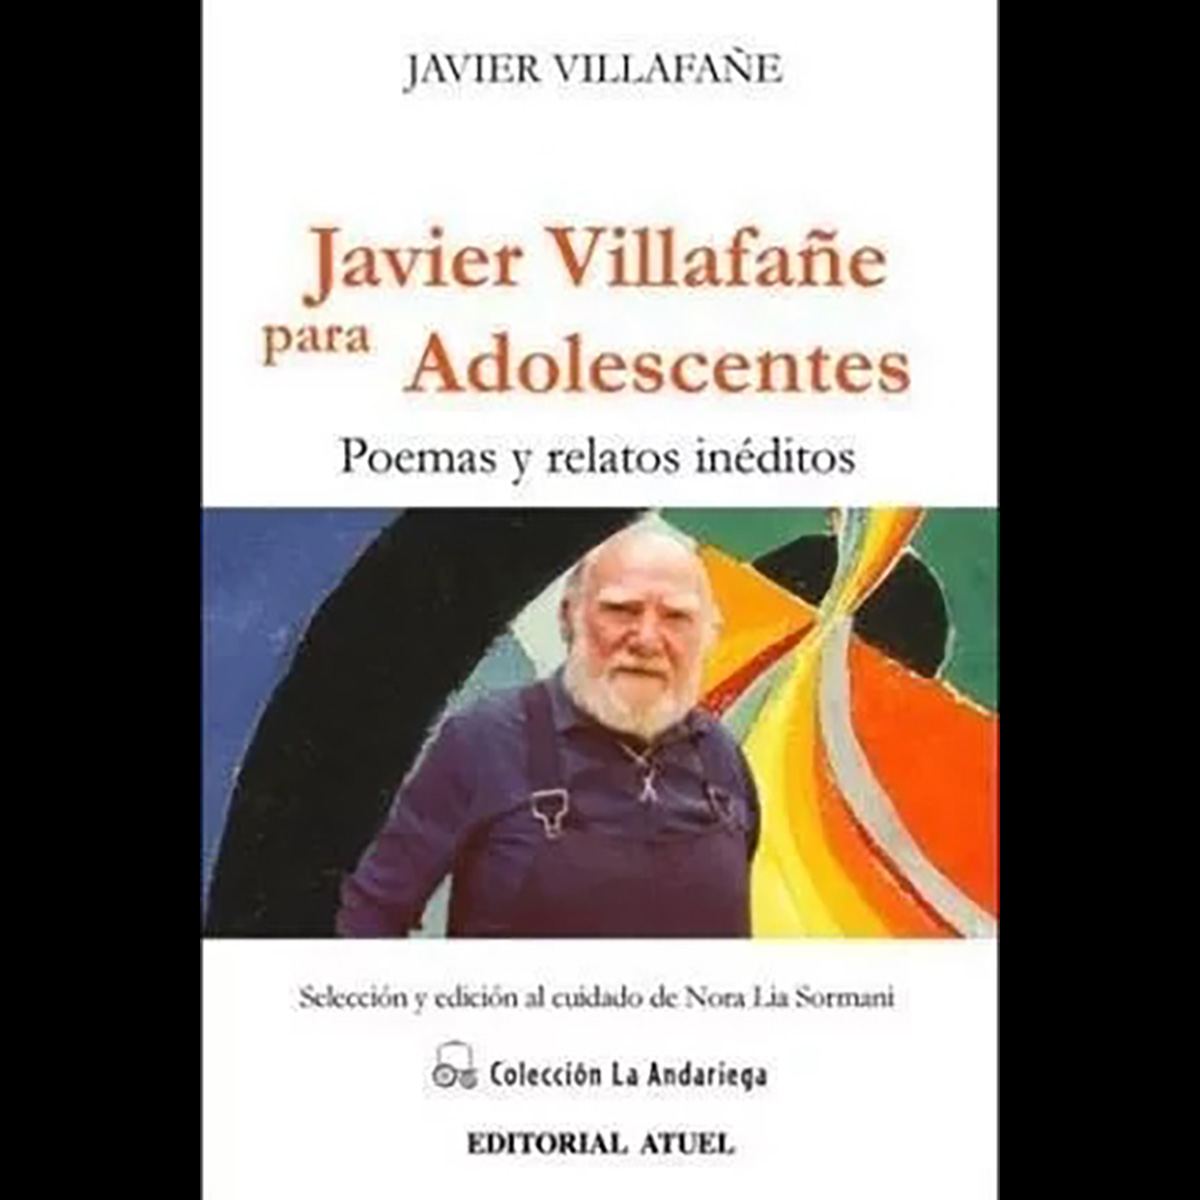 JAVIER VILLAFAÑE
Javier Villafañe
para Adolescentes
Poemas y relatos inéditos
Selección y edición al cuidado de Nora Lia Sormani
Colección La Andariega
EDITORIAL ATUEL